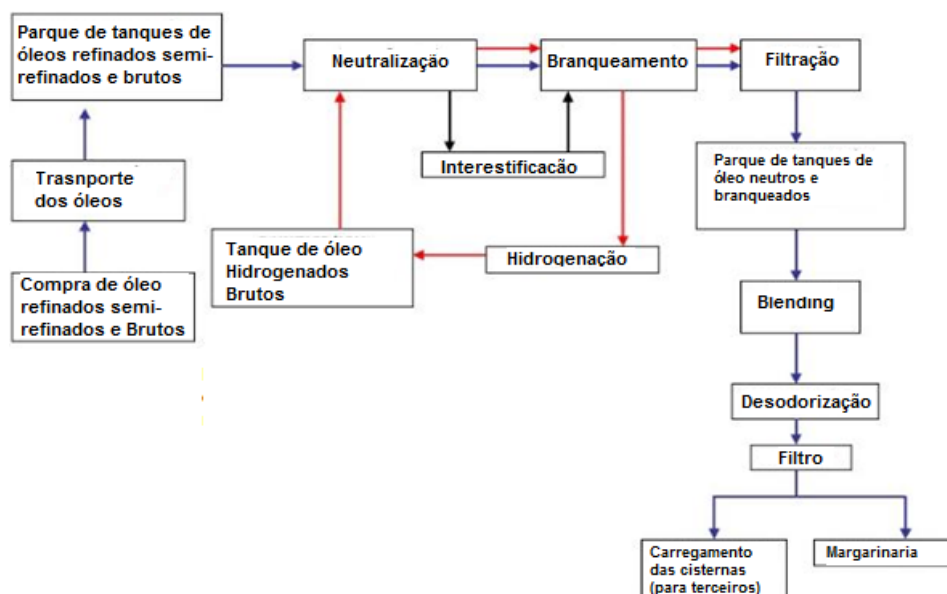 Parque de tanques de
óleos refinados semi-
refinados e brutos
Neutralização
Branqueamento
Filtração
Interestificacão
Trasnporte
dos óleos
Parque de tanques de
óleo neutros e
branqueados
Tanque de óleo
Hidrogenados
Brutos
Hidrogenação
Compra de óleo
refinados semi-
refinados e Brutos
Blending
Desodorização
Filtro
Carregamento
das cisternas
(para terceiros)
Margarinaria